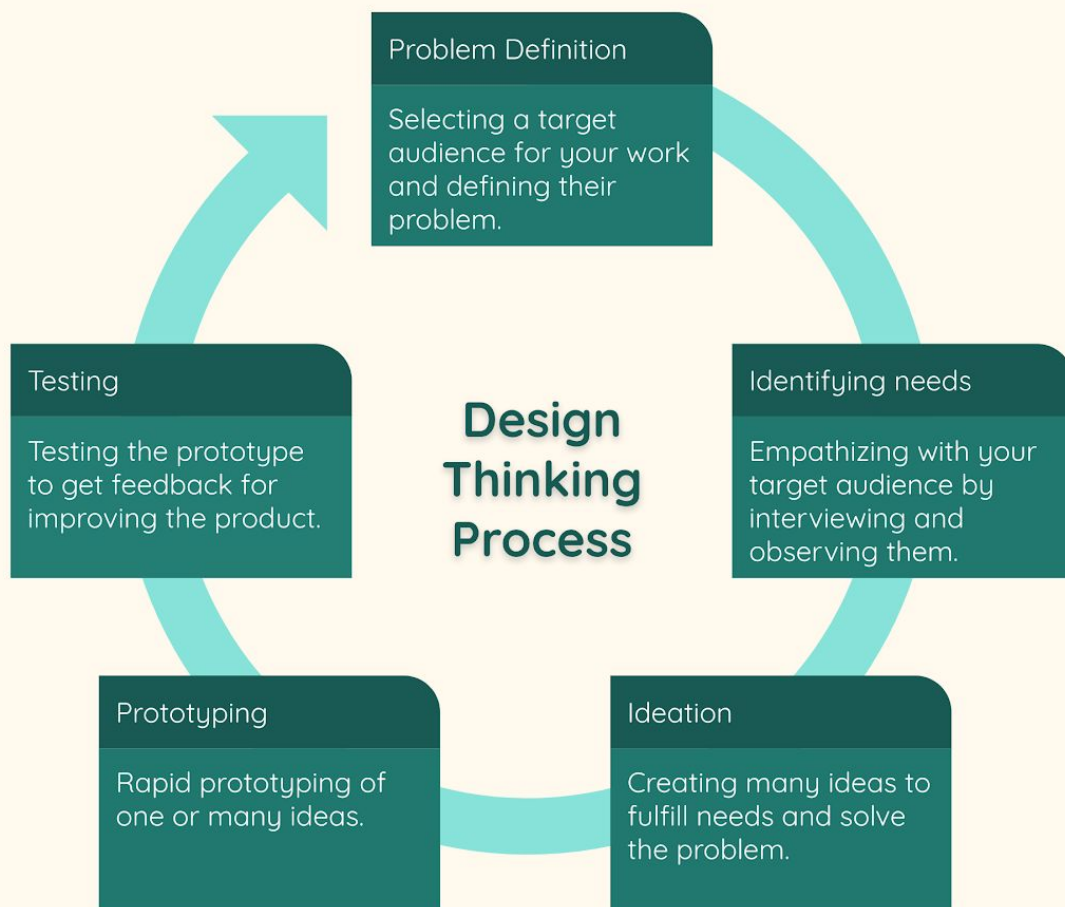 Problem Definition
Selecting a target
audience for your work
and defining their
problem.
Identifying needs
Empathizing with your
target audience by
interviewing and
observing them.
Ideation
Creating many ideas to
fulfill needs and solve
the problem.
Prototyping
Rapid prototyping of
one or many ideas.
Testing
Testing the prototype
to get feedback for
improving the product.
Design
Thinking
Process